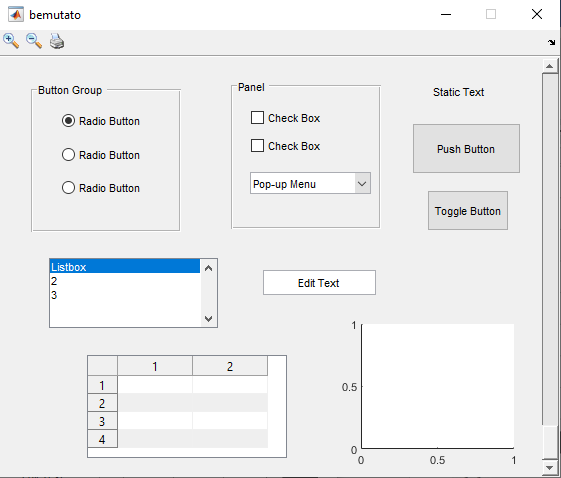 bemutato
Button Group
Radio Button
Radio Button
Radio Button
Panel
Check Box
Check Box
Pop-up Menu
Static Text
Push Button
Toggle Button
Listbox
2
3
Edit Text
1 2
1
2
3
4
1
0.5
0
0 0.5 1